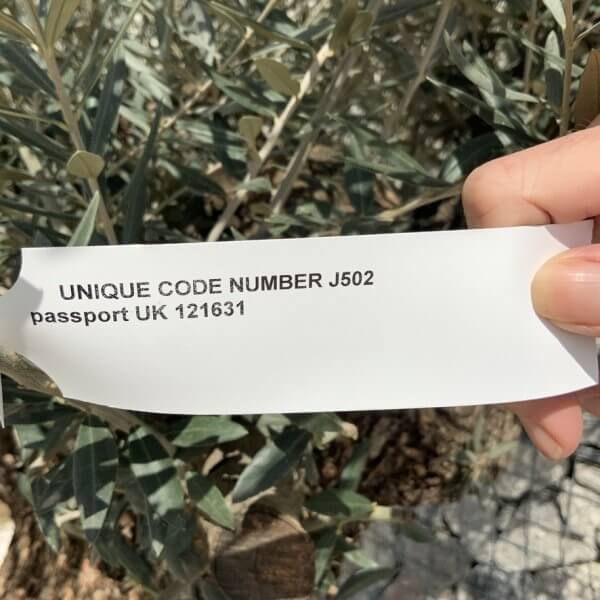 UNIQUE CODE NUMBER J502
passport UK 121631